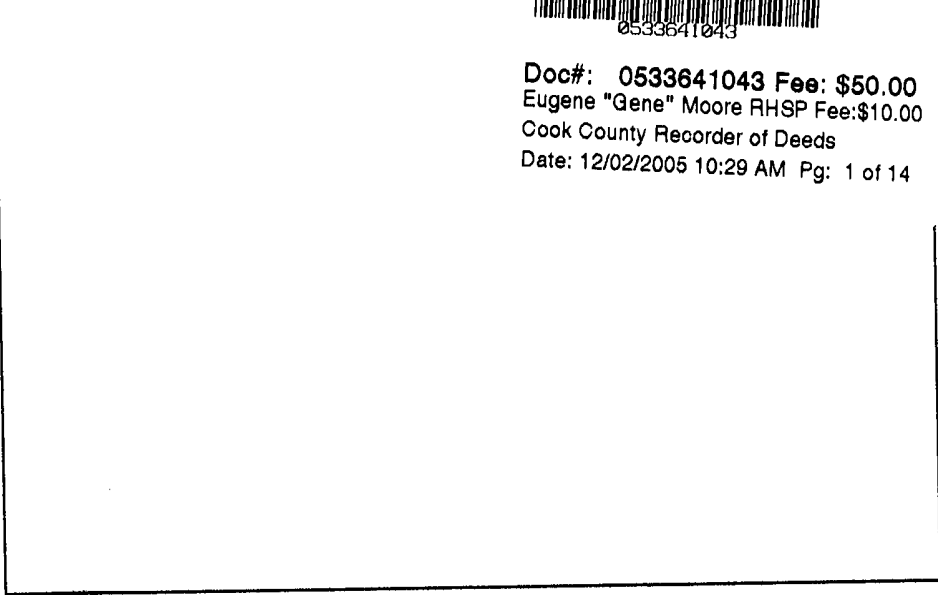 0533641043
Doc#: 0533641043 Fee: $50.00
Eugene "Gene" Moore RHSP Fee:$10.00
Cook County Recorder of Deeds
Date: 12/02/2005 10:29 AM Pg: 1 of 14